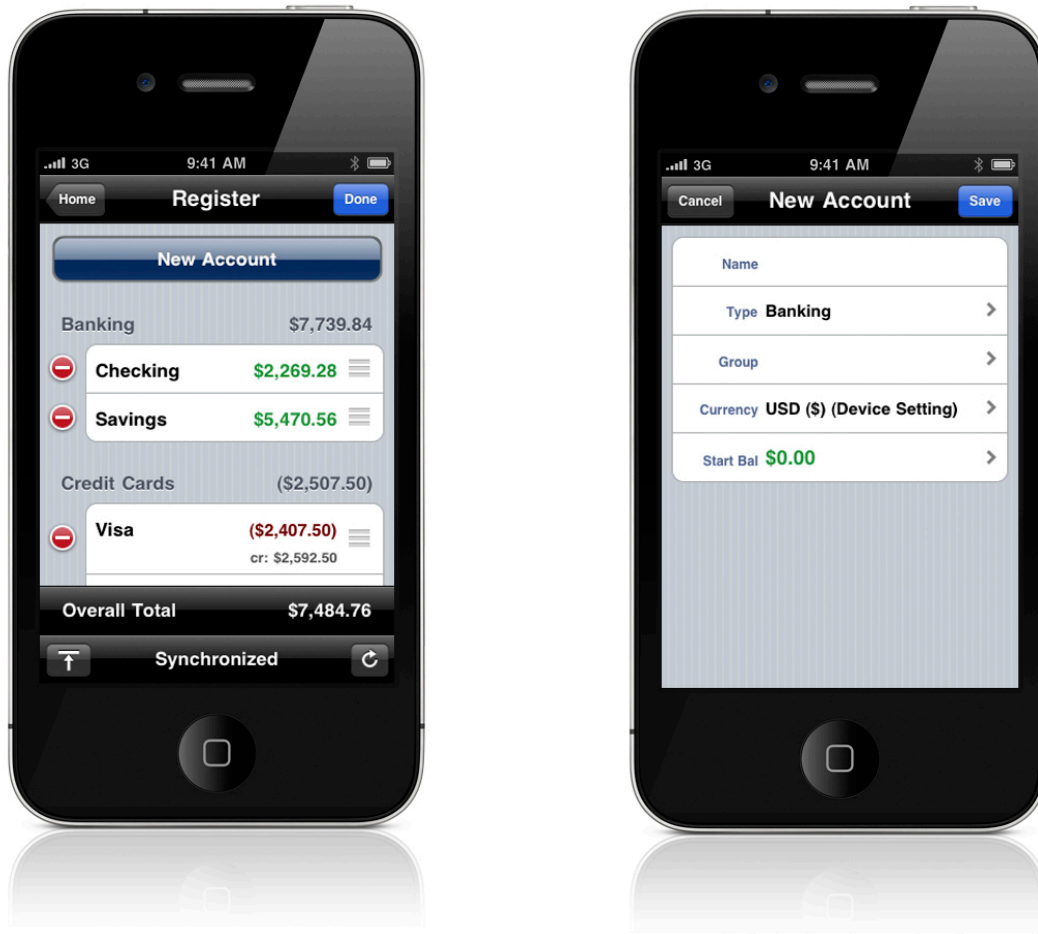 3G 9:41 AM
Home Register Done
New Account
Banking $7,739.84
Checking $2,269.28
Savings $5,470.56
Credit Cards ($2,507.50)
Visa ($2,407.50)
cr: $2,592.50
Overall Total $7,484.76
Synchronized
3G 9:41 AM
Cancel New Account Save
Name
Type Banking
Group
Currency USD ($) (Device Setting)
Start Bal $0.00